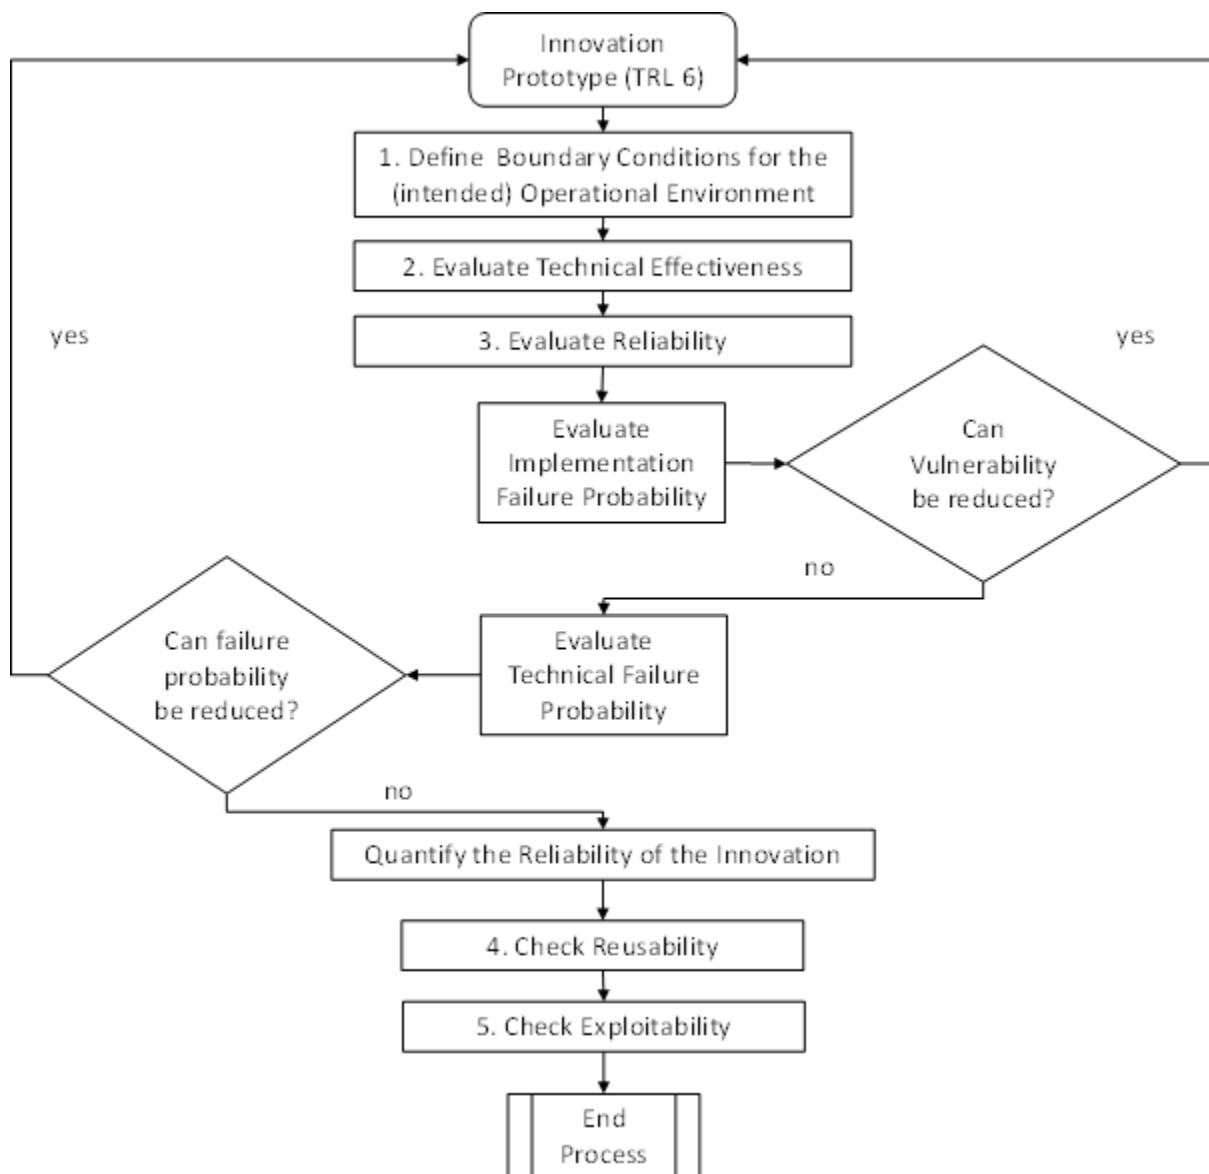 Innovation
Prototype (TRL 6)
1. Define Boundary Conditions for the
(intended) Operational Environment
2. Evaluate Technical Effectiveness
yes
3. Evaluate Reliability
yes
Evaluate
Implementation
Failure Probability
Can
Vulnerability
be reduced?
no
Can failure
probability
be reduced?
Evaluate
Technical Failure
Probability
no
Quantify the Reliability of the Innovation
4. Check Reusability
5. Check Exploitability
End
Process